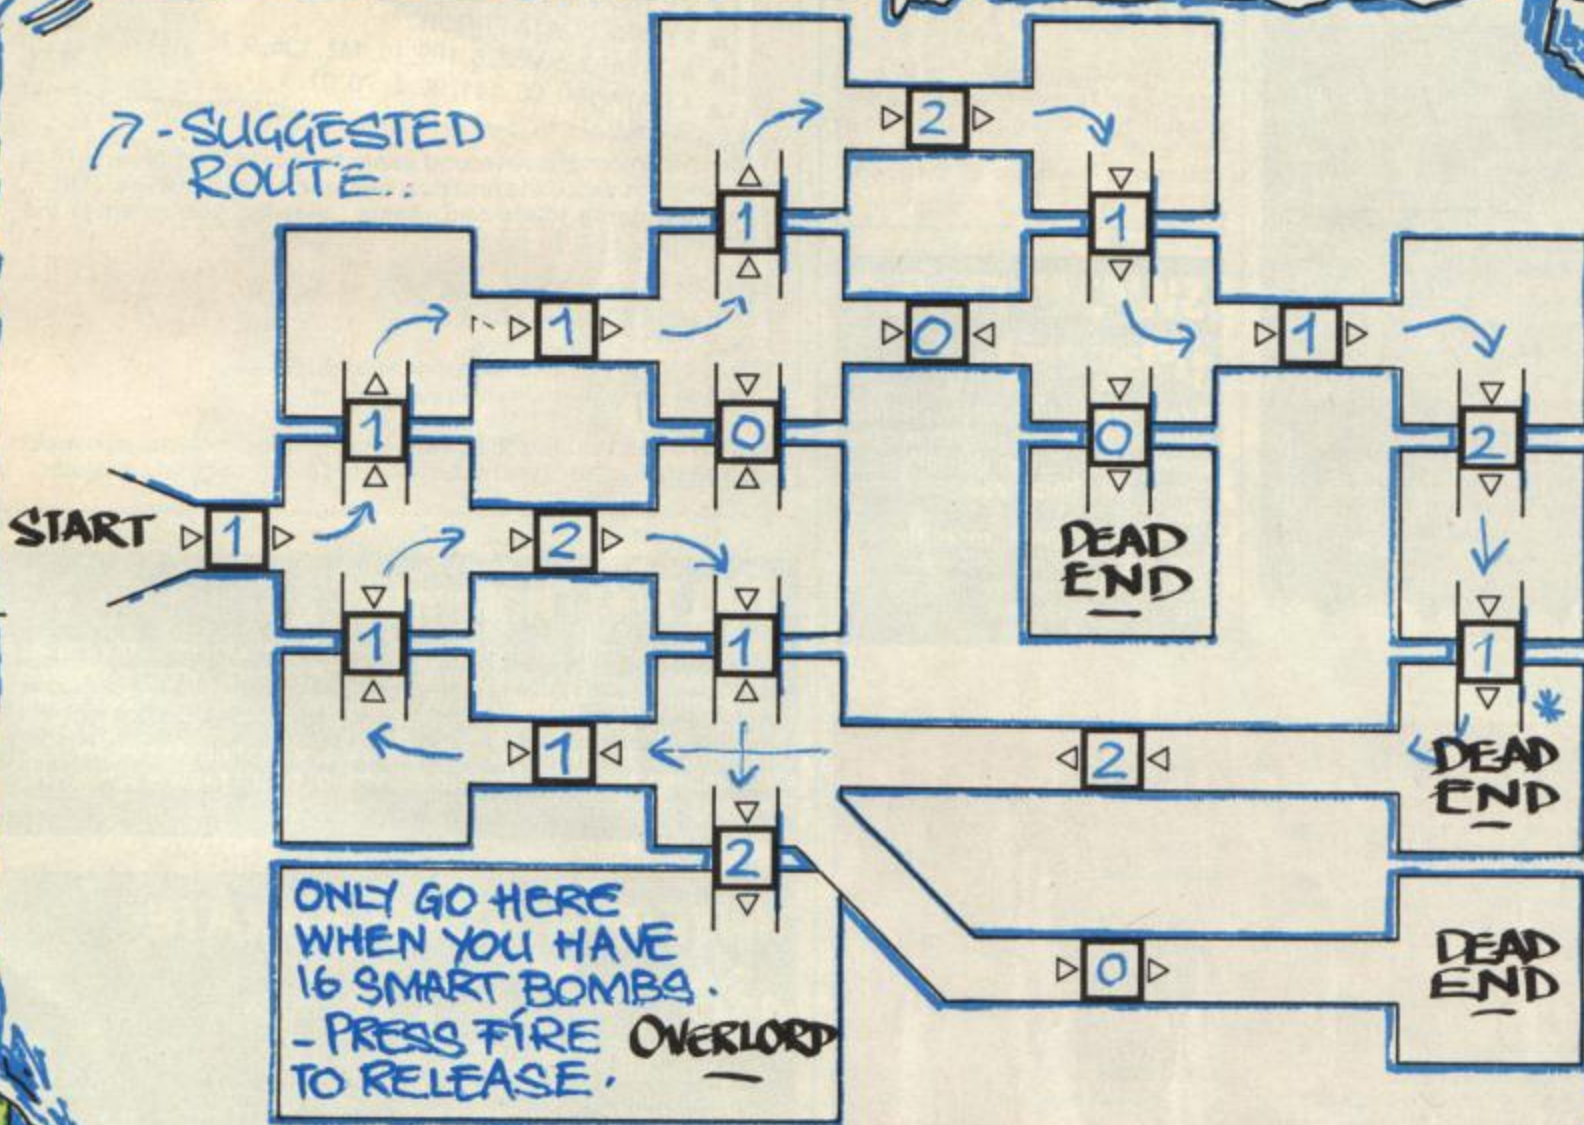 - SUGGESTED
ROUTE..
2
1
1
1
0
1
1
0
0
2
START
1
2
DEAD
END
1
1
1
*
1
2
DEAD
END
2
ONLY GO HERE
WHEN YOU HAVE
16 SMART BOMBS.
- PRESS FIRE
TO RELEASE.
OVERLORD
0
DEAD
END